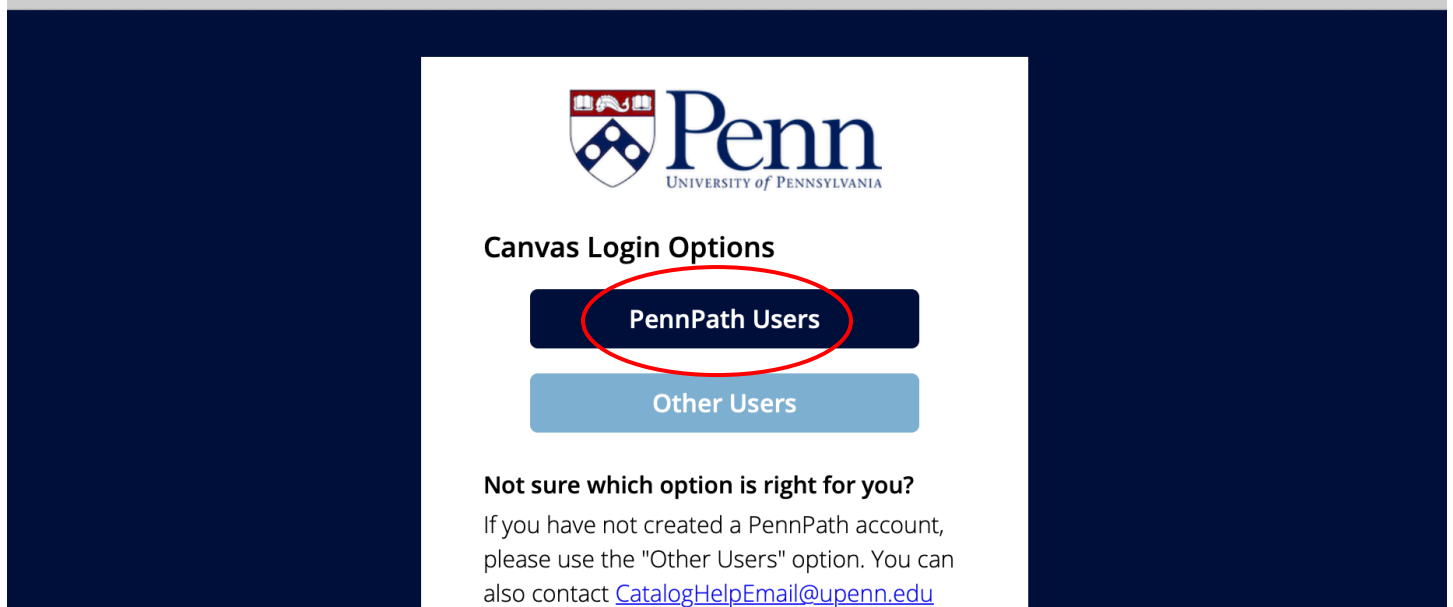 Penn
UNIVERSITY of PENNSYLVANIA
Canvas Login Options
PennPath Users
Other Users
Not sure which option is right for you?
If you have not created a PennPath account,
please use the "Other Users" option. You can
also contact CatalogHelpEmail@upenn.edu